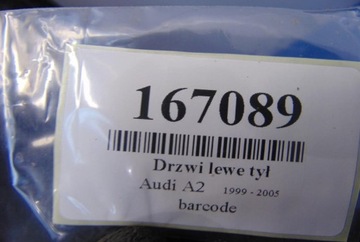 167089
Drzwi lewe tył
Audi A2 1999 - 2005
barcode